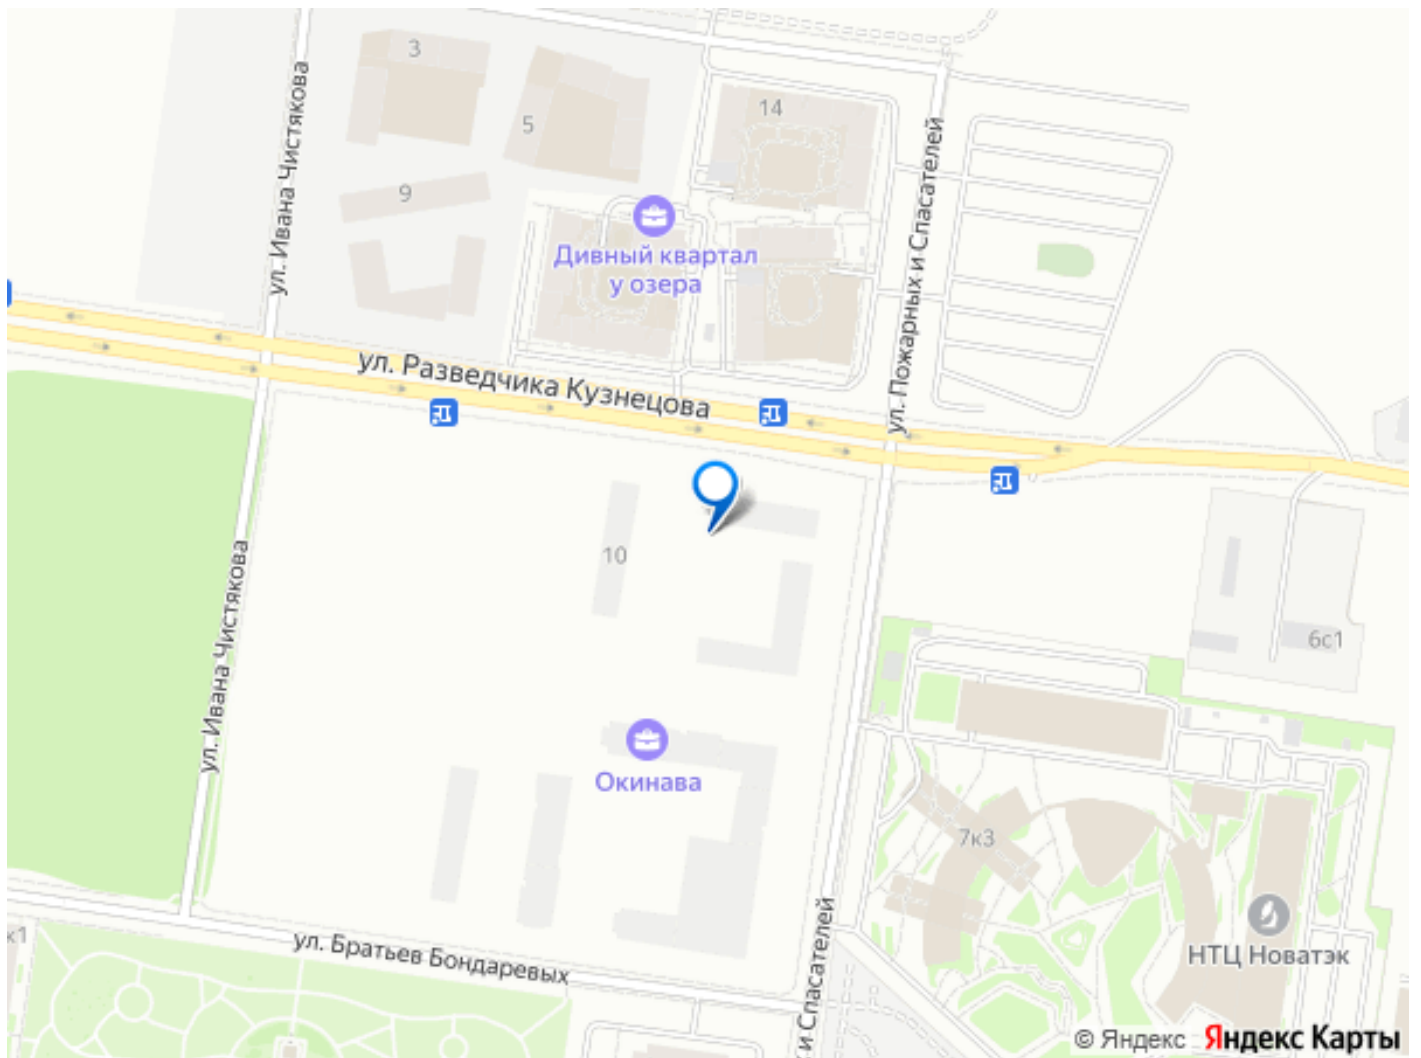 3
14
5
ул. Ивана Чистякова
9
ул. Пожарных и Спасателей
Дивный квартал
у озера
ул. Разведчика Кузнецова
10
ул. Ивана Чистякова
6с1
Окинава
7к3
к1
ул. Братьев Бондаревых
НТЦ Новатэк
и Спасателей
© Яндекс Яндекс Карты